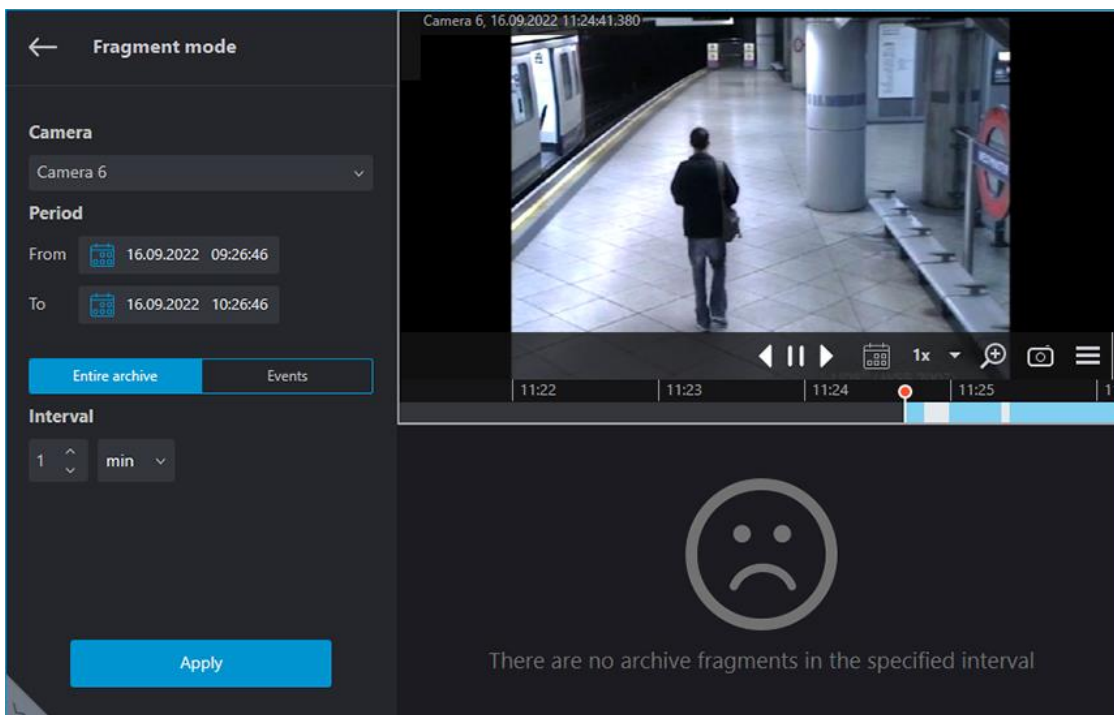 Fragment mode
Camera
Camera 6
Period
From 16.09.2022 09:26:46
To 16.09.2022 10:26:46
Entire archive Events
Interval
1 min
Apply
Camera 6, 16.09.2022 11:24:41.380
1x
11:22 11:23 11:24 11:25 1
There are no archive fragments in the specified interval